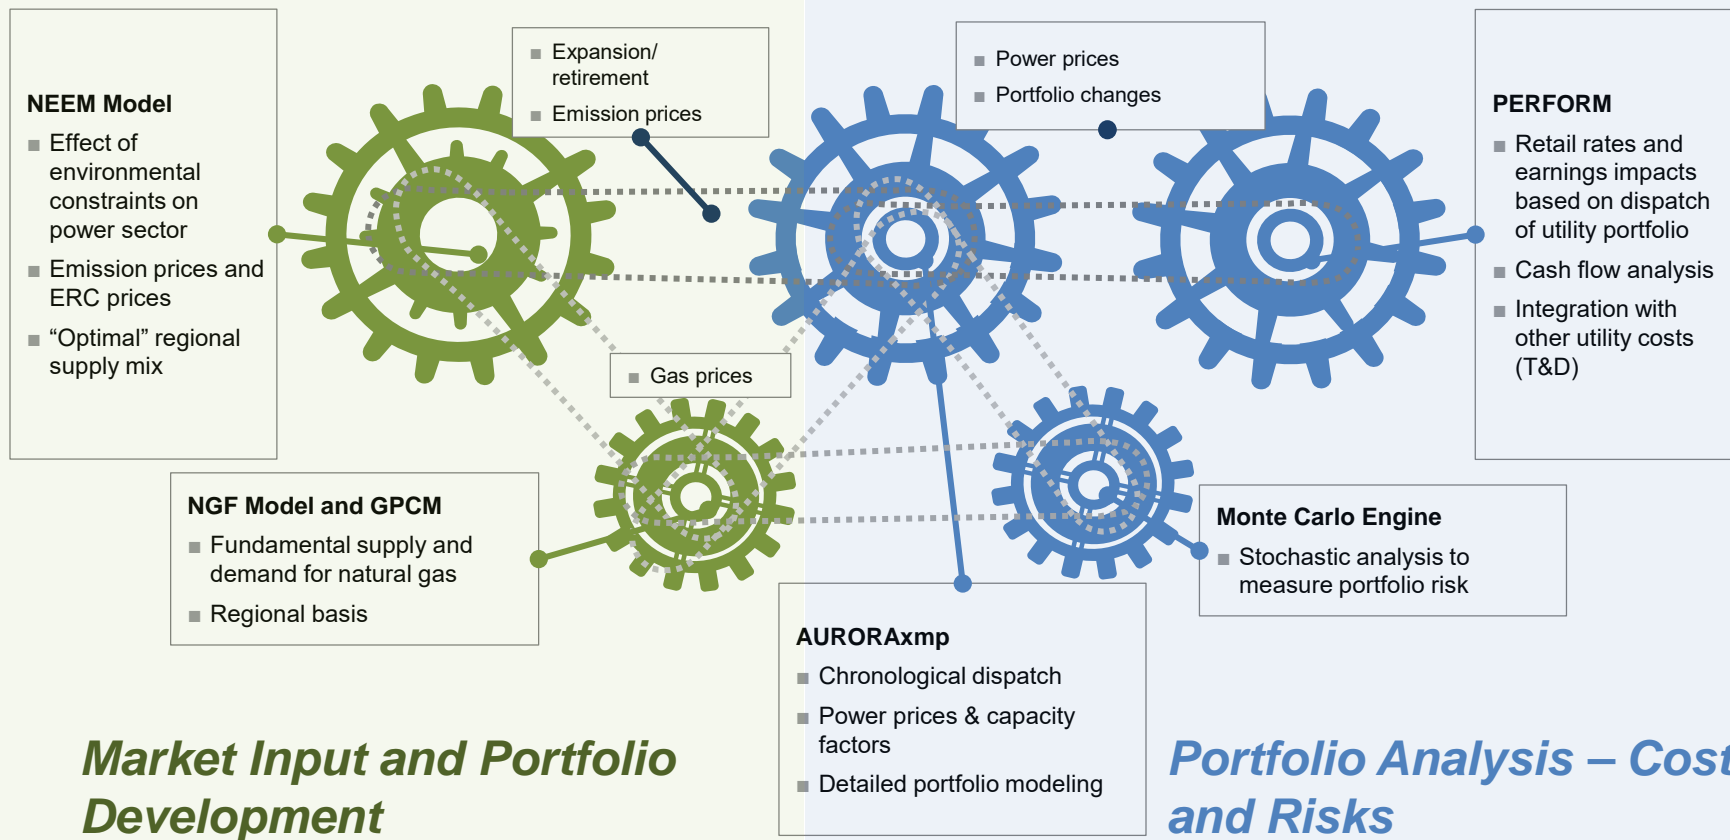 NEEM Model
■ Effect of
environmental
constraints on
power sector
■ Emission prices and
ERC prices
■ “Optimal” regional
supply mix
■ Expansion/
retirement
■ Emission prices
■ Power prices
■ Portfolio changes
PERFORM
■ Retail rates and
earnings impacts
based on dispatch
of utility portfolio
■ Cash flow analysis
■ Integration with
other utility costs
(T&D)
■ Gas prices
NGF Model and GPCM
■ Fundamental supply and
demand for natural gas
■ Regional basis
Monte Carlo Engine
■ Stochastic analysis to
measure portfolio risk
AURORAxmp
■ Chronological dispatch
■ Power prices & capacity
factors
■ Detailed portfolio modeling
Market Input and Portfolio
Development
Portfolio Analysis – Cost
and Risks